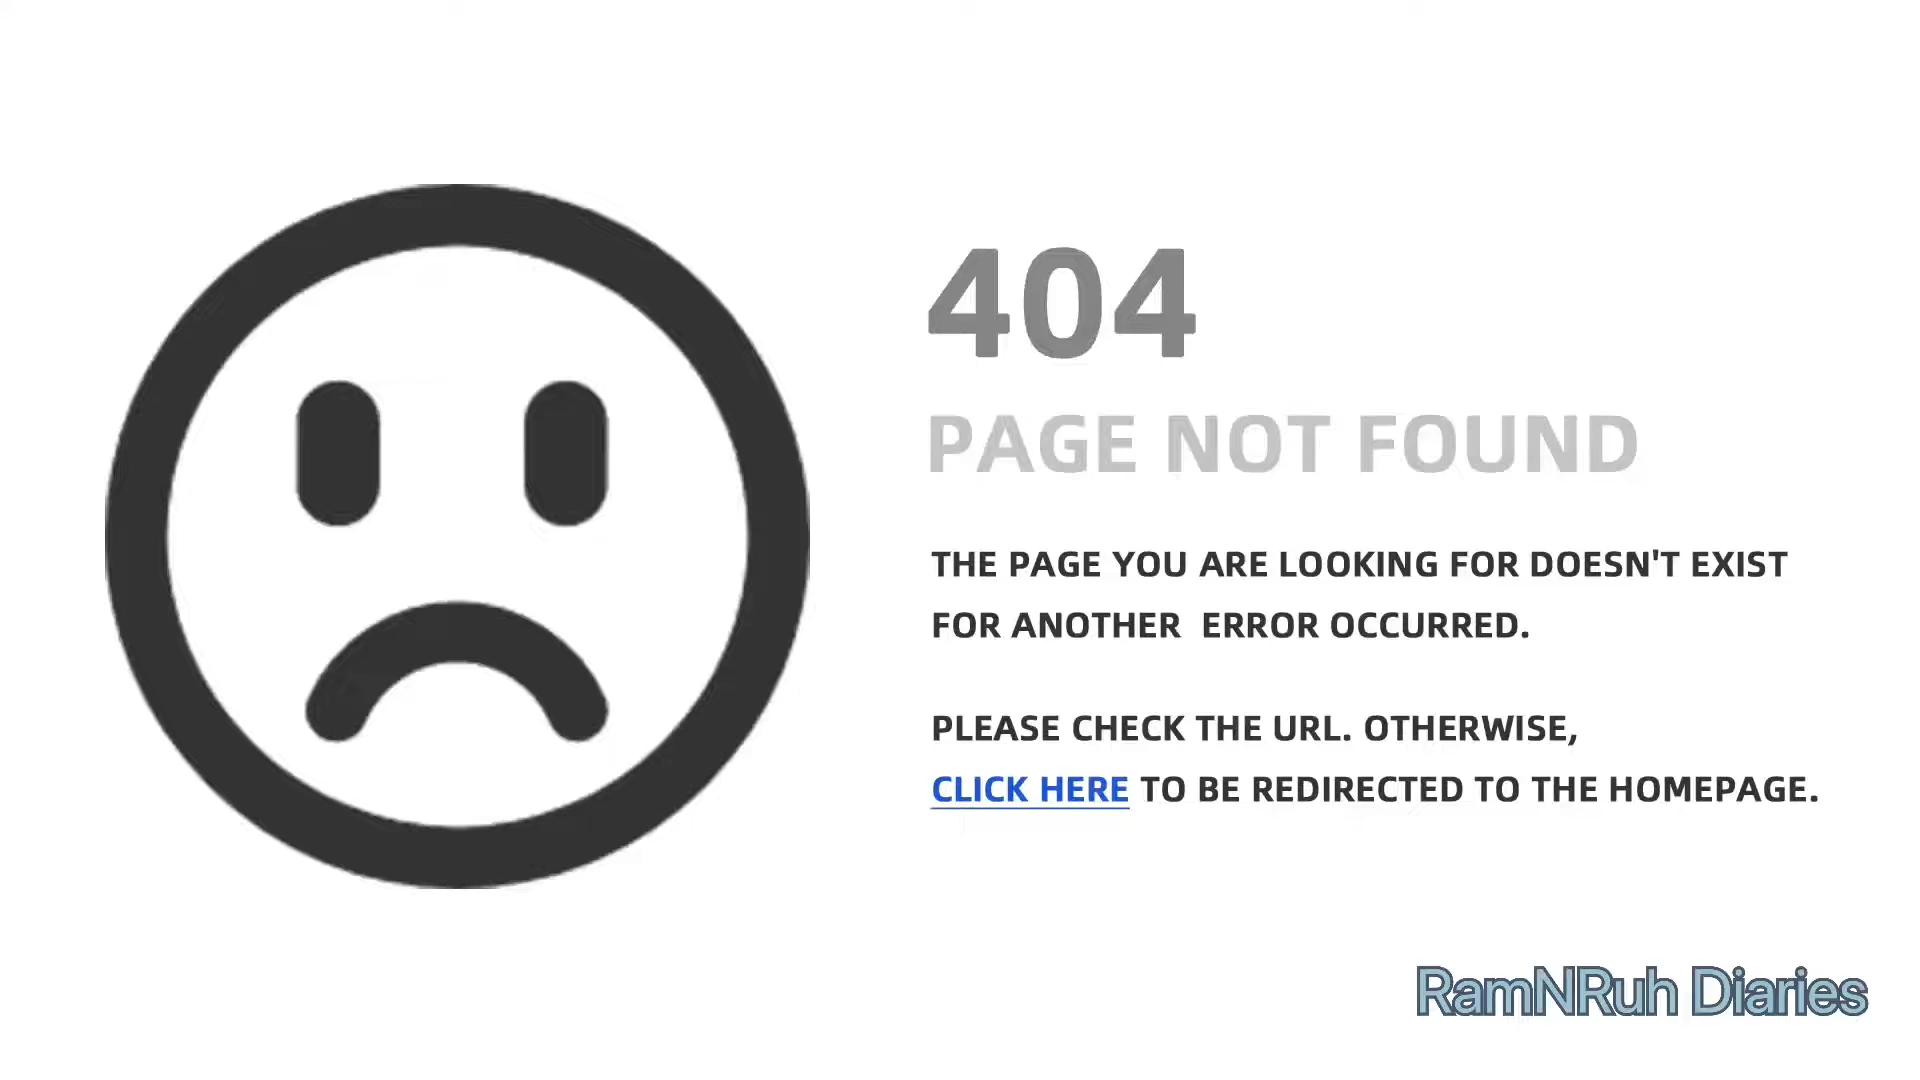 404
PAGE NOT FOUND
THE PAGE YOU ARE LOOKING FOR DOESN'T EXIST
FOR ANOTHER  ERROR OCCURRED.
PLEASE CHECK THE URL. OTHERWISE,
CLICK HERE TO BE REDIRECTED TO THE HOMEPAGE.
RamNRuh Diaries